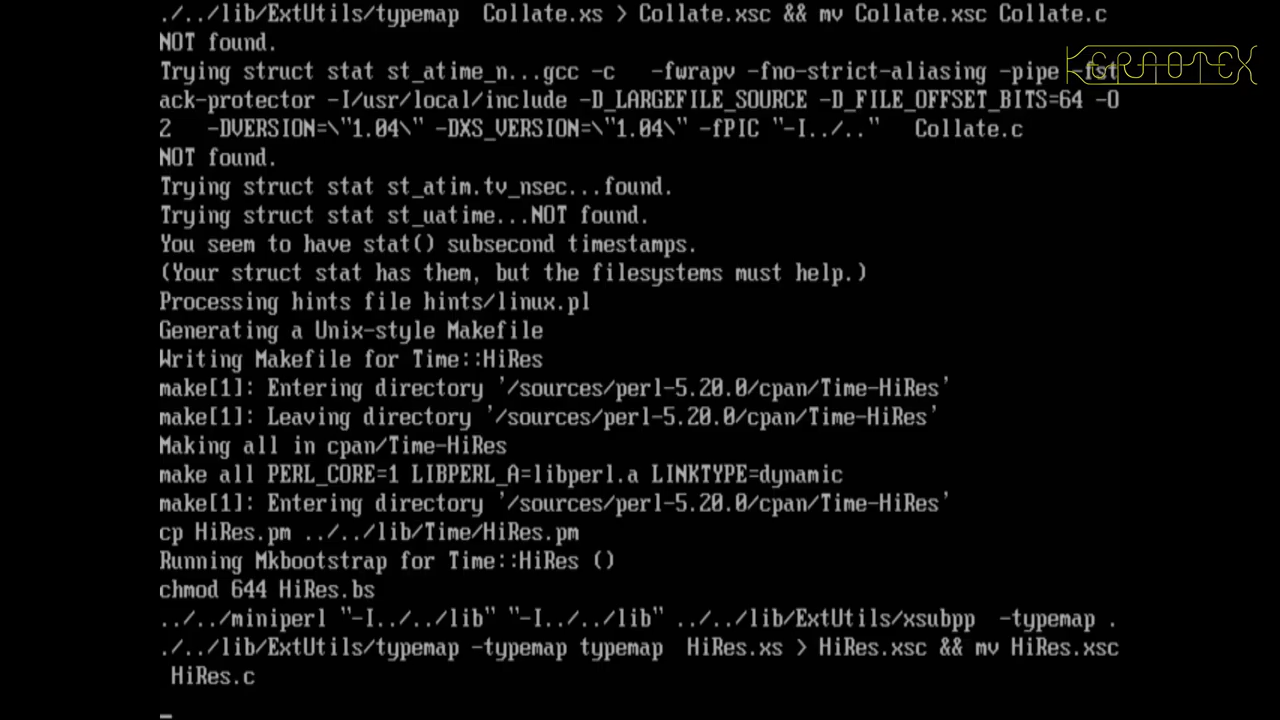 ./../lib/ExtUtils/typemap  Collate.xs > Collate.xsc && mv Collate.xsc Collate.c
NOT found.
Trying struct stat st_atime_n...gcc -c   -fwrapv -fno-strict-aliasing -pipe -fst
ack-protector -I/usr/local/include -D_LARGEFILE_SOURCE -D_FILE_OFFSET_BITS=64 -O
2   -DVERSION=\"1.04\" -DXS_VERSION=\"1.04\" -fPIC "-I../.."   Collate.c
NOT found.
Trying struct stat st_atim.tv_nsec...found.
Trying struct stat st_uatime...NOT found.
You seem to have stat() subsecond timestamps.
(Your struct stat has them, but the filesystems must help.)
Processing hints file hints/linux.pl
Generating a Unix-style Makefile
Writing Makefile for Time::HiRes
make[1]: Entering directory '/sources/perl-5.20.0/cpan/Time-HiRes'
make[1]: Leaving directory '/sources/perl-5.20.0/cpan/Time-HiRes'
Making all in cpan/Time-HiRes
make all PERL_CORE=1 LIBPERL_A=libperl.a LINKTYPE=dynamic
make[1]: Entering directory '/sources/perl-5.20.0/cpan/Time-HiRes'
cp HiRes.pm ../../lib/Time/HiRes.pm
Running Mkbootstrap for Time::HiRes ()
chmod 644 HiRes.bs
../../miniperl "-I../../lib" "-I../../lib" ../../lib/ExtUtils/xsubpp  -typemap .
./../lib/ExtUtils/typemap -typemap typemap  HiRes.xs > HiRes.xsc && mv HiRes.xsc
 HiRes.c